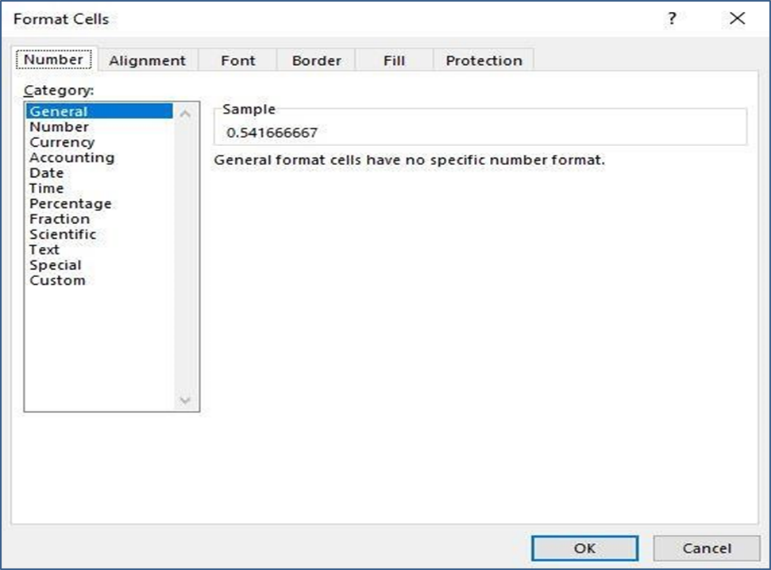 Format Cells ?
Number Alignment Font Border Fill Protection
Category:
General
Number
Currency
Accounting
Date
Time
Percentage
Fraction
Scientific
Text
Special
Custom
Sample
0.541666667
General format cells have no specific number format.
OK Cancel